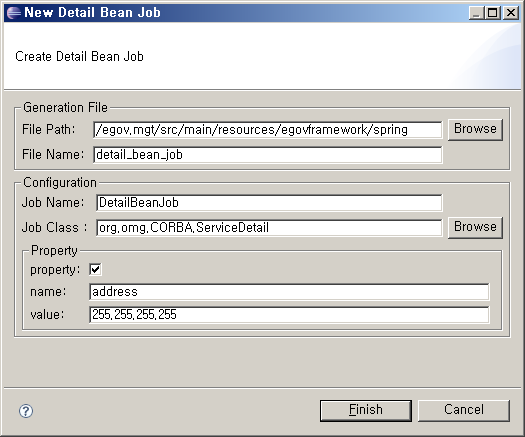 New Detail Bean Job
Create Detail Bean Job
Generation File
File Path: /egov.mgt/src/main/resources/egovframework/spring Browse
File Name: detail_bean_job
Configuration
Job Name: DetailBeanJob
Job Class : org.omg.CORBA.ServiceDetail Browse
Property
property:
name: address
value: 255.255.255.255
Finish Cancel